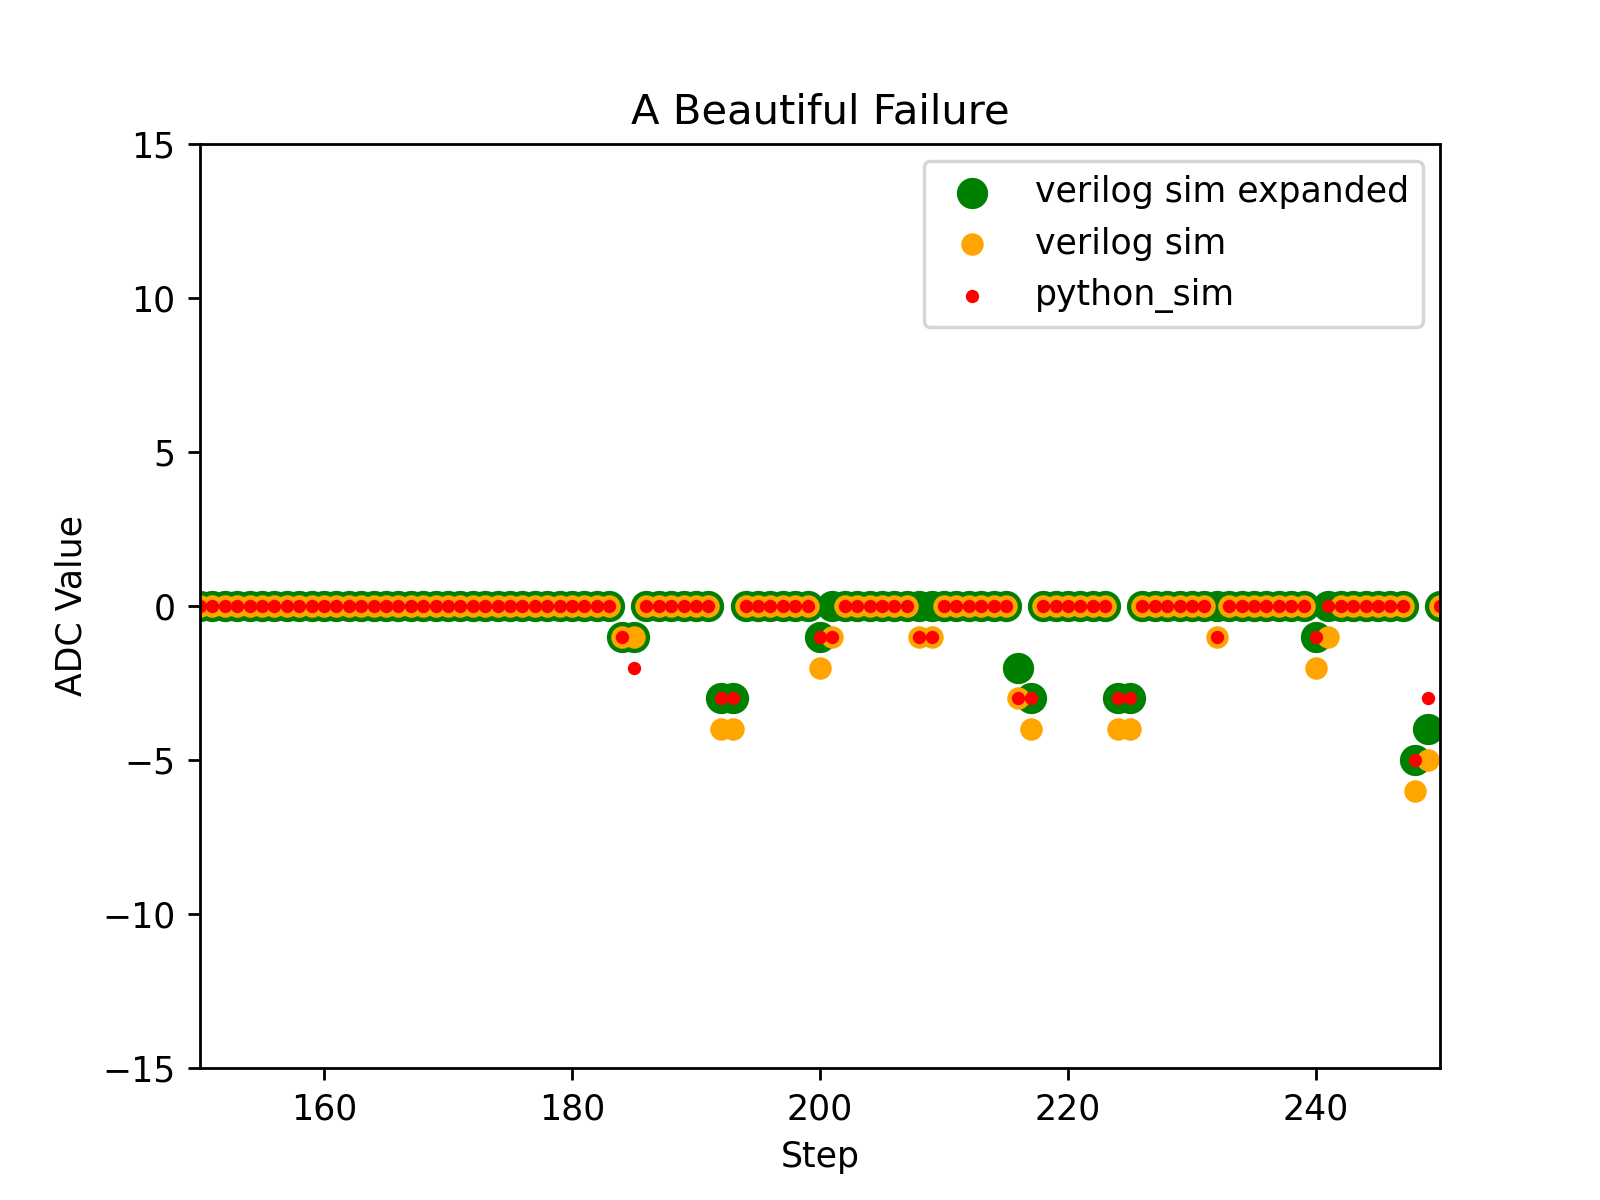 A Beautiful Failure
15
10
5
0
−5
−10
−15
ADC Value
verilog sim expanded
verilog sim
python_sim
160 180 200 220 240
Step